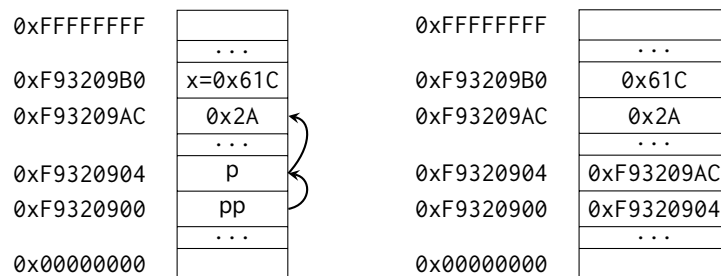 0xFFFFFFFF
...
0xF93209B0 x=0x61C
0xF93209AC 0x2A
...
0xF9320904 p
0xF9320900 pp
...
0x00000000
0xFFFFFFFF
...
0xF93209B0 0x61C
0xF93209AC 0x2A
...
0xF9320904 0xF93209AC
0xF9320900 0xF9320904
...
0x00000000